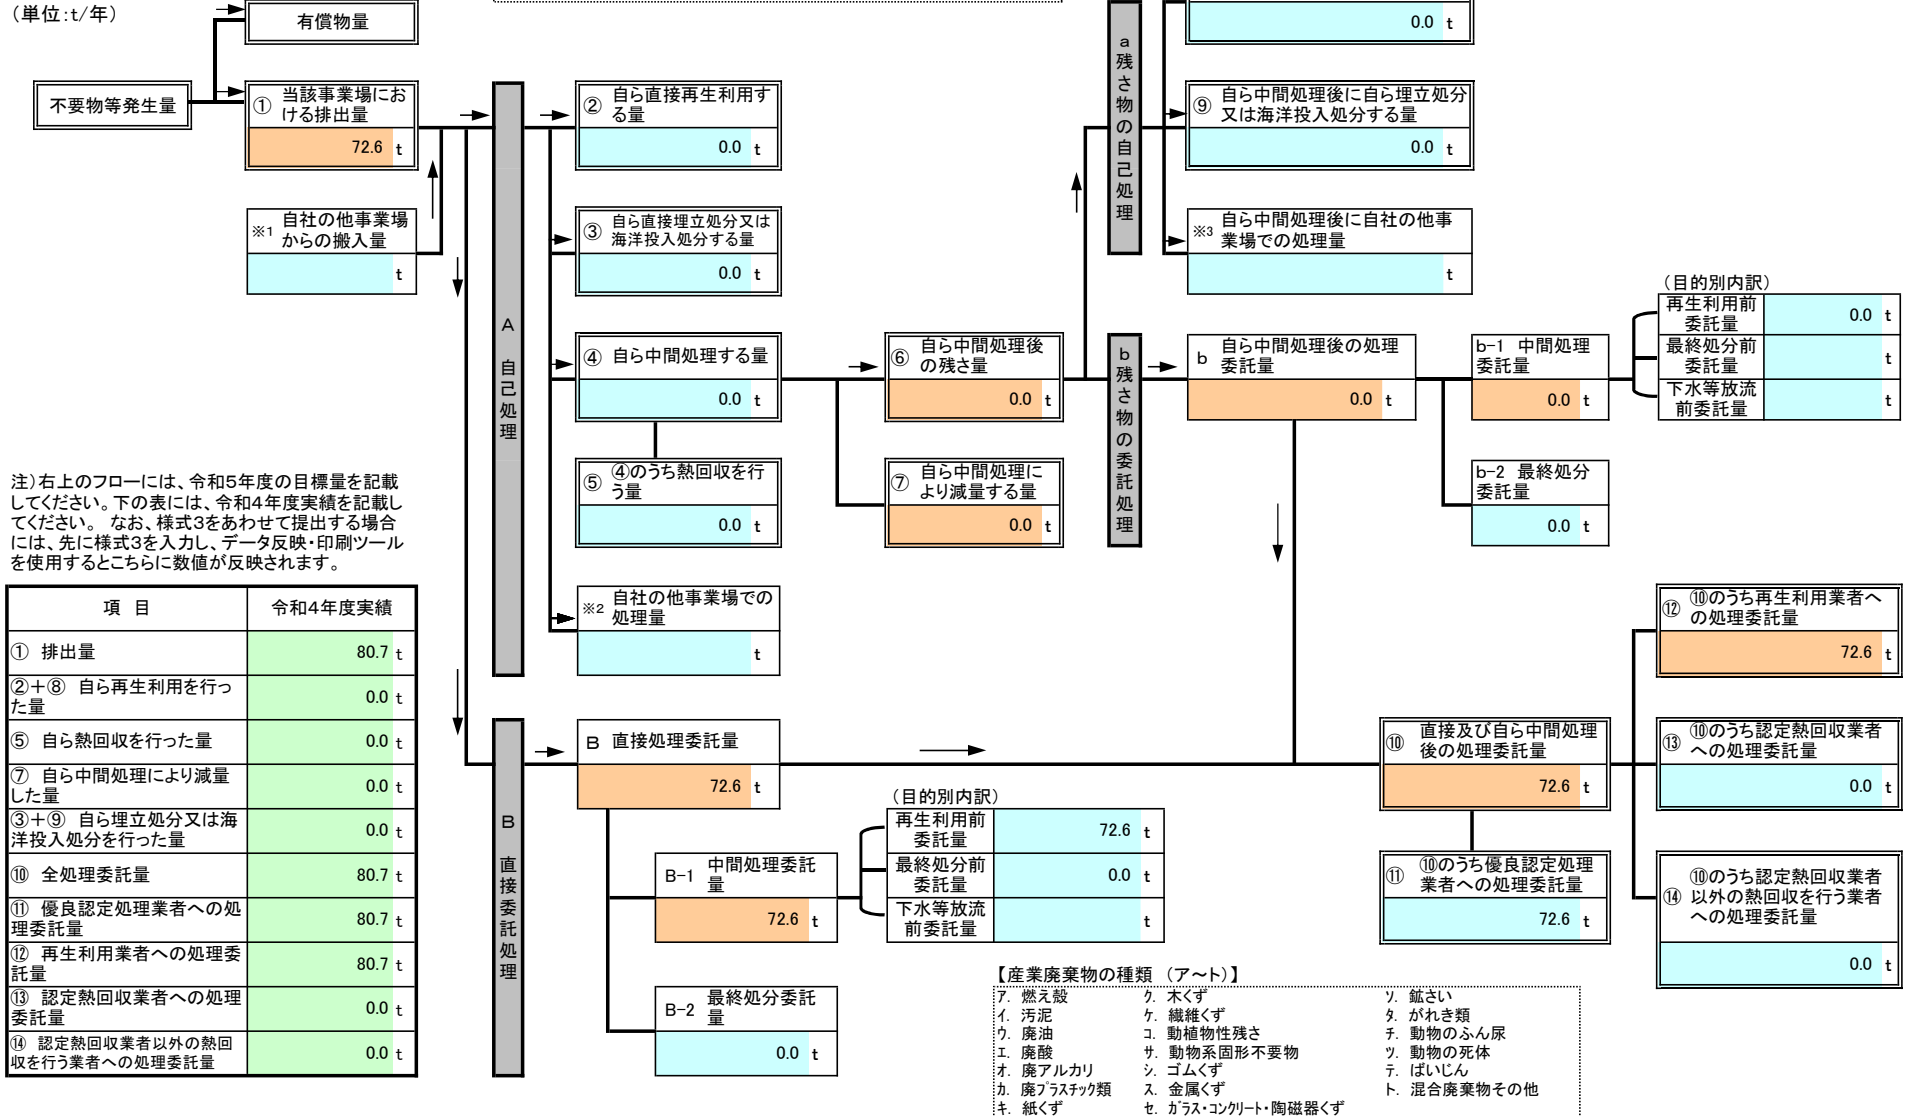 (単位:t/年)
有償物量
不要物等発生量
① 当該事業場にお
ける排出量
72.6 t
※1 自社の他事業場
からの搬入量
t
A 自己処理
② 自ら直接再生利用す
る量
0.0 t
③ 自ら直接埋立処分又は
海洋投入処分する量
0.0 t
④ 自ら中間処理する量
0.0 t
⑤ ④のうち熱回収を行
う量
0.0 t
※2 自社の他事業場での
処理量
t
⑥ 自ら中間処理後
の残さ量
0.0 t
⑦ 自ら中間処理に
より減量する量
0.0 t
a 残さ物の自己処理
0.0 t
⑨ 自ら中間処理後に自ら埋立処分
又は海洋投入処分する量
0.0 t
※3 自ら中間処理後に自社の他事
業場での処理量
t
b 残さ物の委託処理
b 自ら中間処理後の処理
委託量
0.0 t
b-1 中間処理
委託量
0.0 t
b-2 最終処分
委託量
0.0 t
(目的別内訳)
再生利用前
委託量
0.0 t
最終処分前
委託量
t
下水等放流
前委託量
t
注)右上のフローには、令和5年度の目標量を記載
してください。下の表には、令和4年度実績を記載し
てください。 なお、様式3をあわせて提出する場合
には、先に様式3を入力し、データ反映・印刷ツール
を使用するとこちらに数値が反映されます。
項 目 令和4年度実績
① 排出量 80.7 t
②+⑧ 自ら再生利用を行っ
た量
0.0 t
⑤ 自ら熱回収を行った量 0.0 t
⑦ 自ら中間処理により減量
した量
0.0 t
③+⑨ 自ら埋立処分又は海
洋投入処分を行った量
0.0 t
⑩ 全処理委託量 80.7 t
⑪ 優良認定処理業者への処
理委託量
80.7 t
⑫ 再生利用業者への処理委
託量
80.7 t
⑬ 認定熱回収業者への処理
委託量
0.0 t
⑭ 認定熱回収業者以外の熱回
収を行う業者への処理委託量
0.0 t
B 直接委託処理
B 直接処理委託量
72.6 t
B-1 中間処理委託
量
72.6 t
B-2 最終処分委託
量
0.0 t
(目的別内訳)
再生利用前
委託量
72.6 t
最終処分前
委託量
0.0 t
下水等放流
前委託量
t
⑩ 直接及び自ら中間処理
後の処理委託量
72.6 t
⑪ ⑩のうち優良認定処理
業者への処理委託量
72.6 t
⑫ ⑩のうち再生利用業者へ
の処理委託量
72.6 t
⑬ ⑩のうち認定熱回収業者
への処理委託量
0.0 t
⑭ ⑩のうち認定熱回収業者
以外の熱回収を行う業者
への処理委託量
0.0 t
【産業廃棄物の種類 (ア~ト)】
ア. 燃え殻 ク. 木くず ソ. 鉱さい
イ. 汚泥 ケ. 繊維くず タ. がれき類
ウ. 廃油 コ. 動植物性残さ チ. 動物のふん尿
エ. 廃酸 サ. 動物系固形不要物 ツ. 動物の死体
オ. 廃アルカリ シ. ゴムくず テ. ばいじん
カ. 廃プラスチック類 ス. 金属くず ト. 混合廃棄物その他
キ. 紙くず セ. ガラス・コンクリート・陶磁器くず